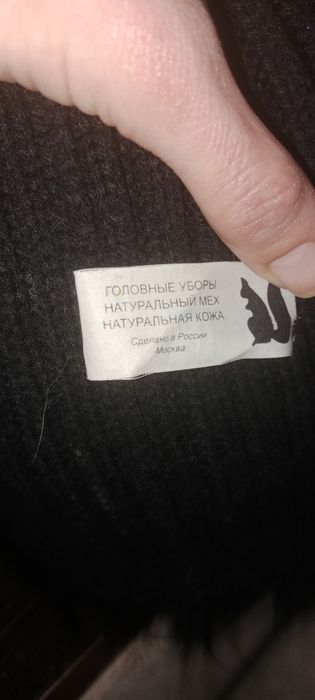 ГОЛОВНЫЕ УБОРЫ
НАТУРАЛЬНЫЙ МЕХ
НАТУРАЛЬНАЯ КОЖА
Сделано в России
Москва